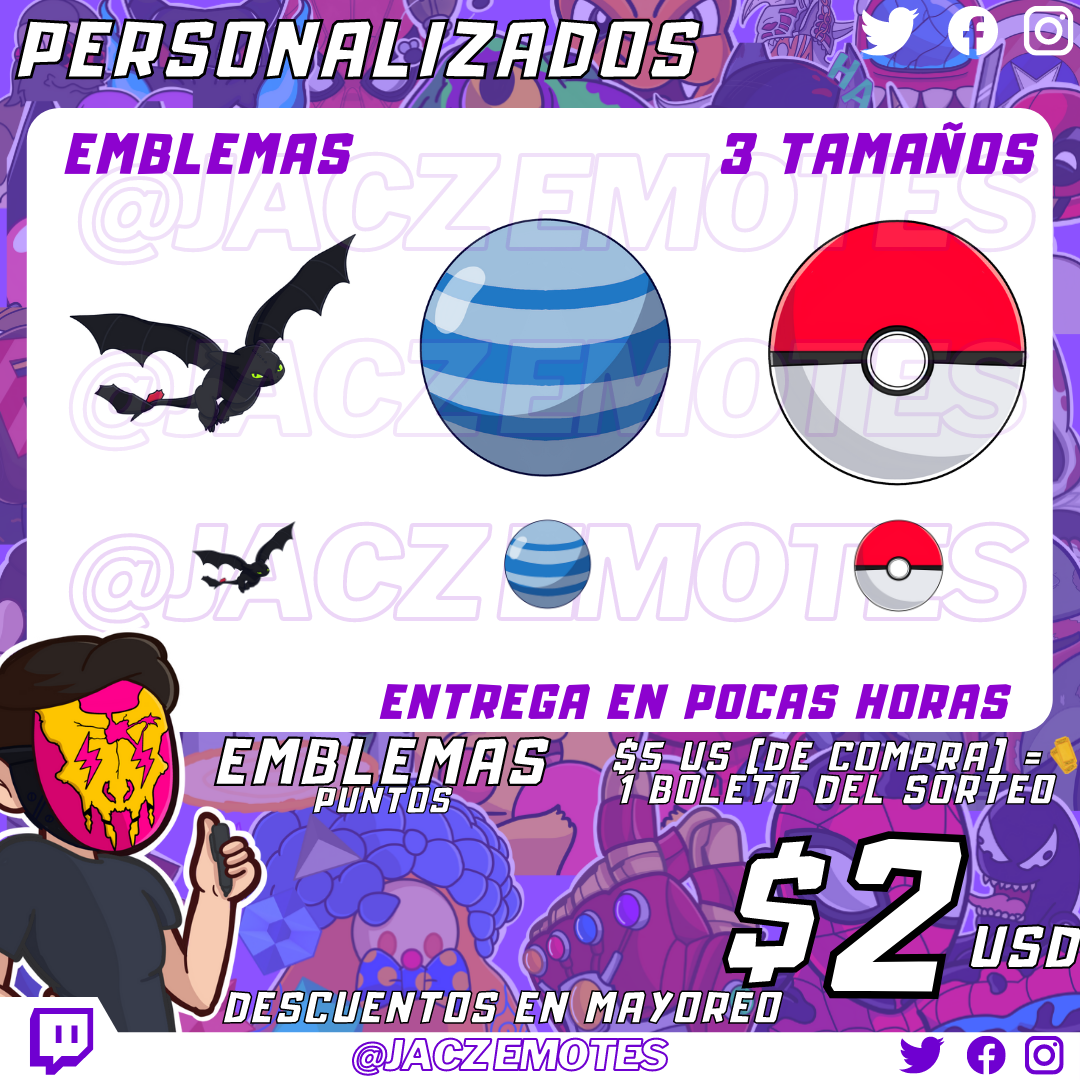 PERSONALIZADOS
EMBLEMAS
3 TAMAÑOS
@JACZEMOTES
@JACZEMOTES
@JACZEMOTES
ENTREGA EN POCAS HORAS
EMBLEMAS
PUNTOS
$5 US [DE COMPRA] =
1 BOLETO DEL SORTEO
$2 USD
DESCUENTOS EN MAYOREO
@JACZEMOTES